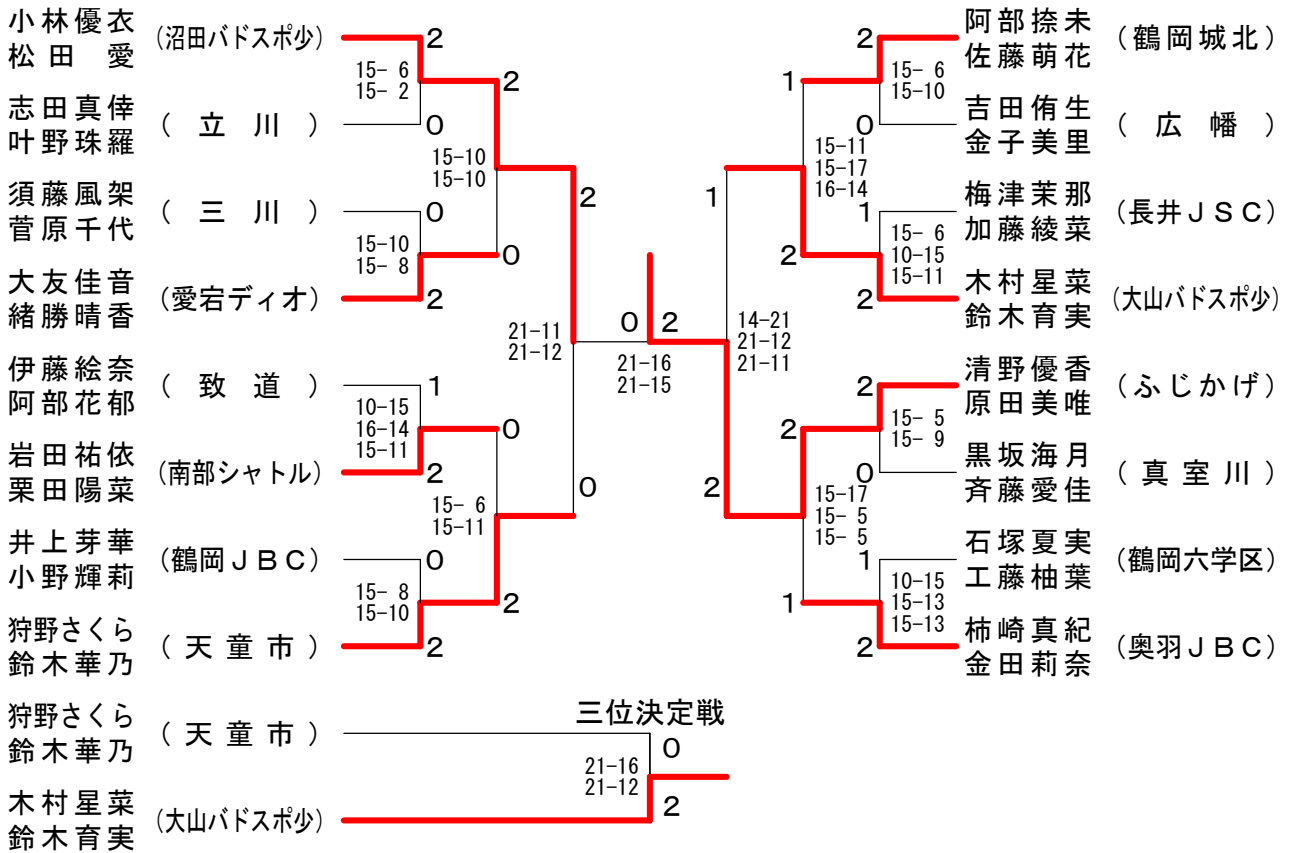 小林優衣
松田 愛
(沼田バドスポ少)
2
15- 6
15- 2
志田真倖
叶野珠羅
(立川)
0
2
15-10
15-10
須藤風架
菅原千代
(三川)
0
15-10
15- 8
0
大友佳音
緒勝晴香
(愛宕ディオ)
2
2
21-11
21-12
伊藤絵奈
阿部花郁
(致道)
1
10-15
16-14
15-11
0
岩田祐依
栗田陽菜
(南部シャトル)
2
15- 6
15-11
0
井上芽華
小野輝莉
(鶴岡JBC)
0
15- 8
15-10
2
狩野さくら
鈴木華乃
(天童市)
2
0
2
21-16
21-15
阿部捺未
佐藤萌花
(鶴岡城北)
2
15- 6
15-10
1
吉田侑生
金子美里
(広幡)
0
15-11
15-17
16-14
1
梅津茉那
加藤綾菜
(長井JSC)
1
15- 6
10-15
15-11
2
木村星菜
鈴木育実
(大山バドスポ少)
2
14-21
21-12
21-11
清野優香
原田美唯
(ふじかげ)
2
15- 5
15- 9
2
黒坂海月
斉藤愛佳
(真室川)
0
2
15-17
15- 5
15- 5
石塚夏実
工藤柚葉
(鶴岡六学区)
1
10-15
15-13
15-13
1
柿崎真紀
金田莉奈
(奥羽JBC)
2
三位決定戦
狩野さくら
鈴木華乃
(天童市)
0
21-16
21-12
木村星菜
鈴木育実
(大山バドスポ少)
2